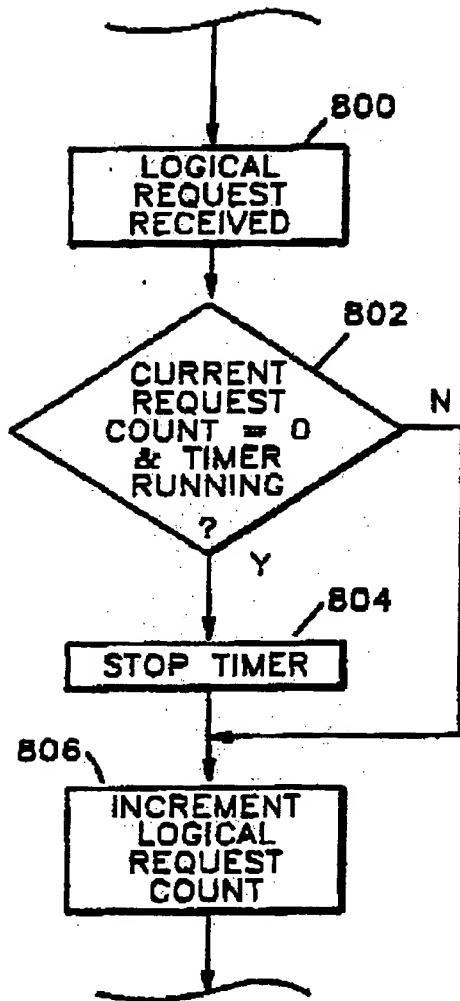 800
LOGICAL
REQUEST
RECEIVED
802
CURRENT
REQUEST
COUNT = 0
& TIMER
RUNNING
?
N
Y
804
STOP TIMER
806
INCREMENT
LOGICAL
REQUEST
COUNT